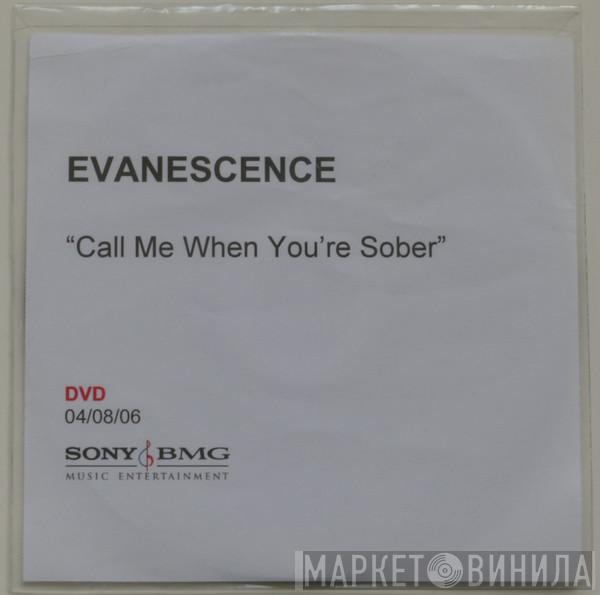 EVANESCENCE
“Call Me When You’re Sober”
DVD
04/08/06
SONY BMG
MUSIC ENTERTAINMENT
МАРКЕТ ВИНИЛА